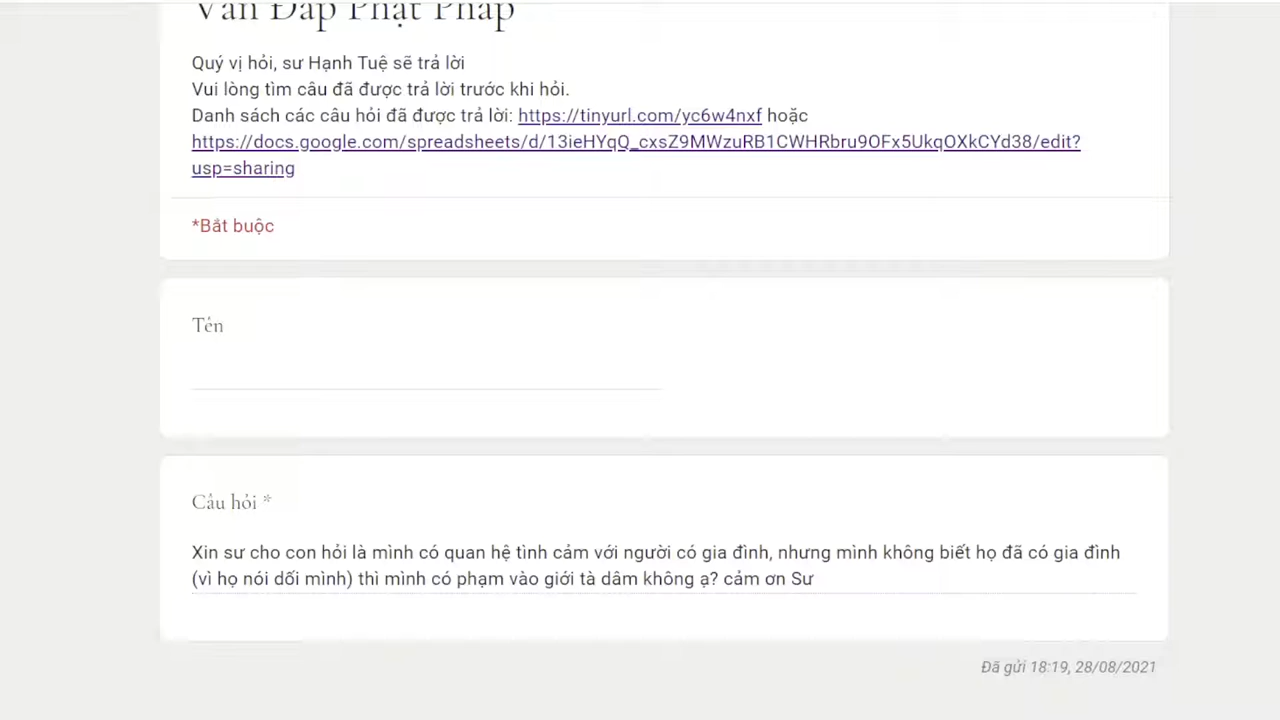 Vấn Đáp Phật Pháp
Quý vị hỏi, sư Hạnh Tuệ sẽ trả lời
Vui lòng tìm câu đã được trả lời trước khi hỏi.
Danh sách các câu hỏi đã được trả lời: https://tinyurl.com/yc6w4nxf hoặc
https://docs.google.com/spreadsheets/d/13ieHYqQ_cxsZ9MWzuRB1CWHRbru9OFx5UkqOXkCYd38/edit?
usp=sharing
*Bắt buộc
Tên
Câu hỏi *
Xin sư cho con hỏi là mình có quan hệ tình cảm với người có gia đình, nhưng mình không biết họ đã có gia đình
(vì họ nói dối mình) thì mình có phạm vào giới tà dâm không ạ? cảm ơn Sư
Đã gửi 18:19, 28/08/2021